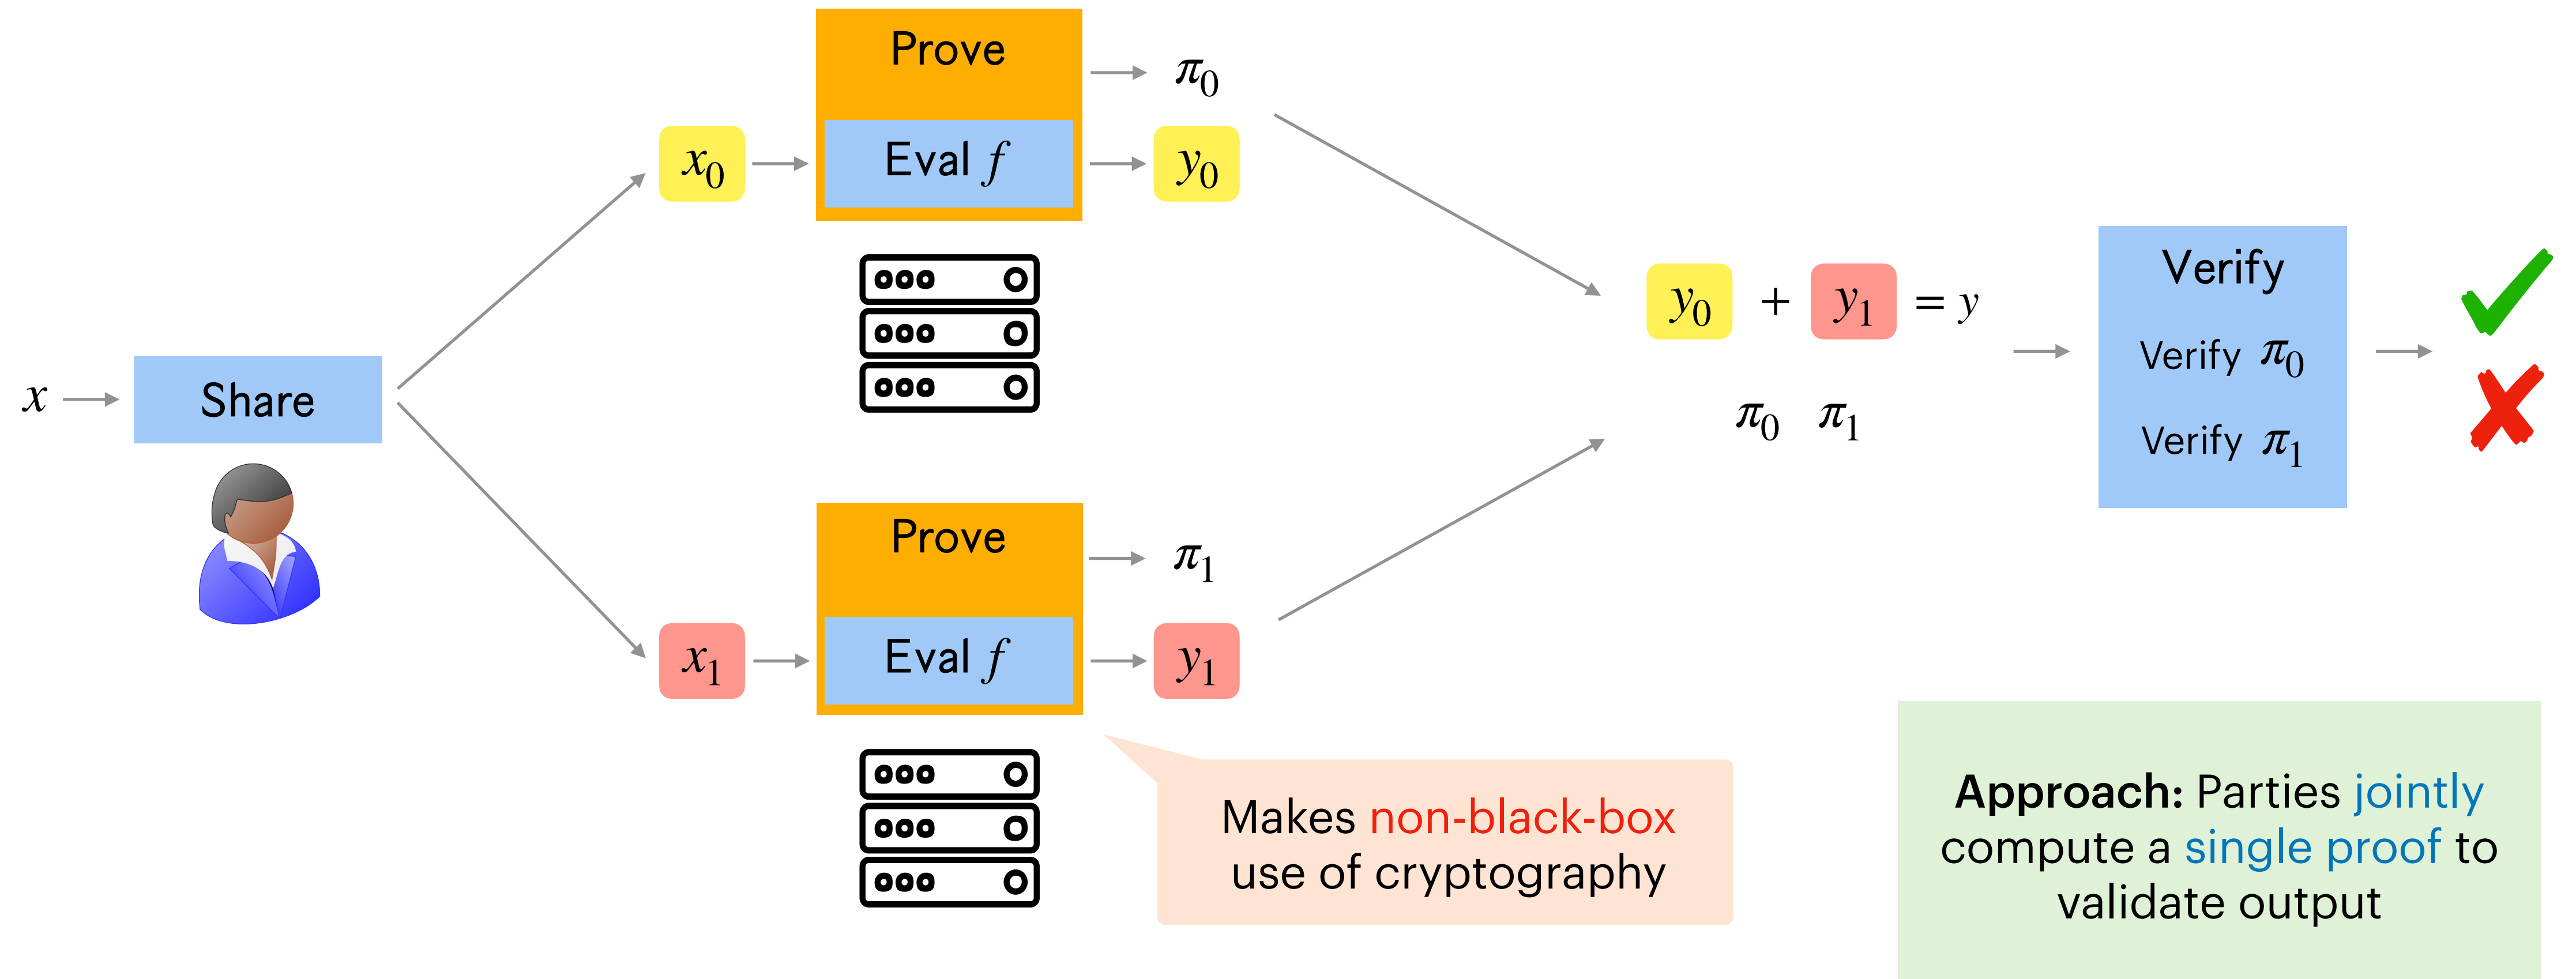 x
Share
x₀
Prove
Eval f
π₀
y₀
x₁
Prove
Eval f
π₁
y₁
y₀ + y₁ = y
π₀ π₁
Verify
Verify π₀
Verify π₁
Makes non-black-box
use of cryptography
Approach: Parties jointly
compute a single proof to
validate output